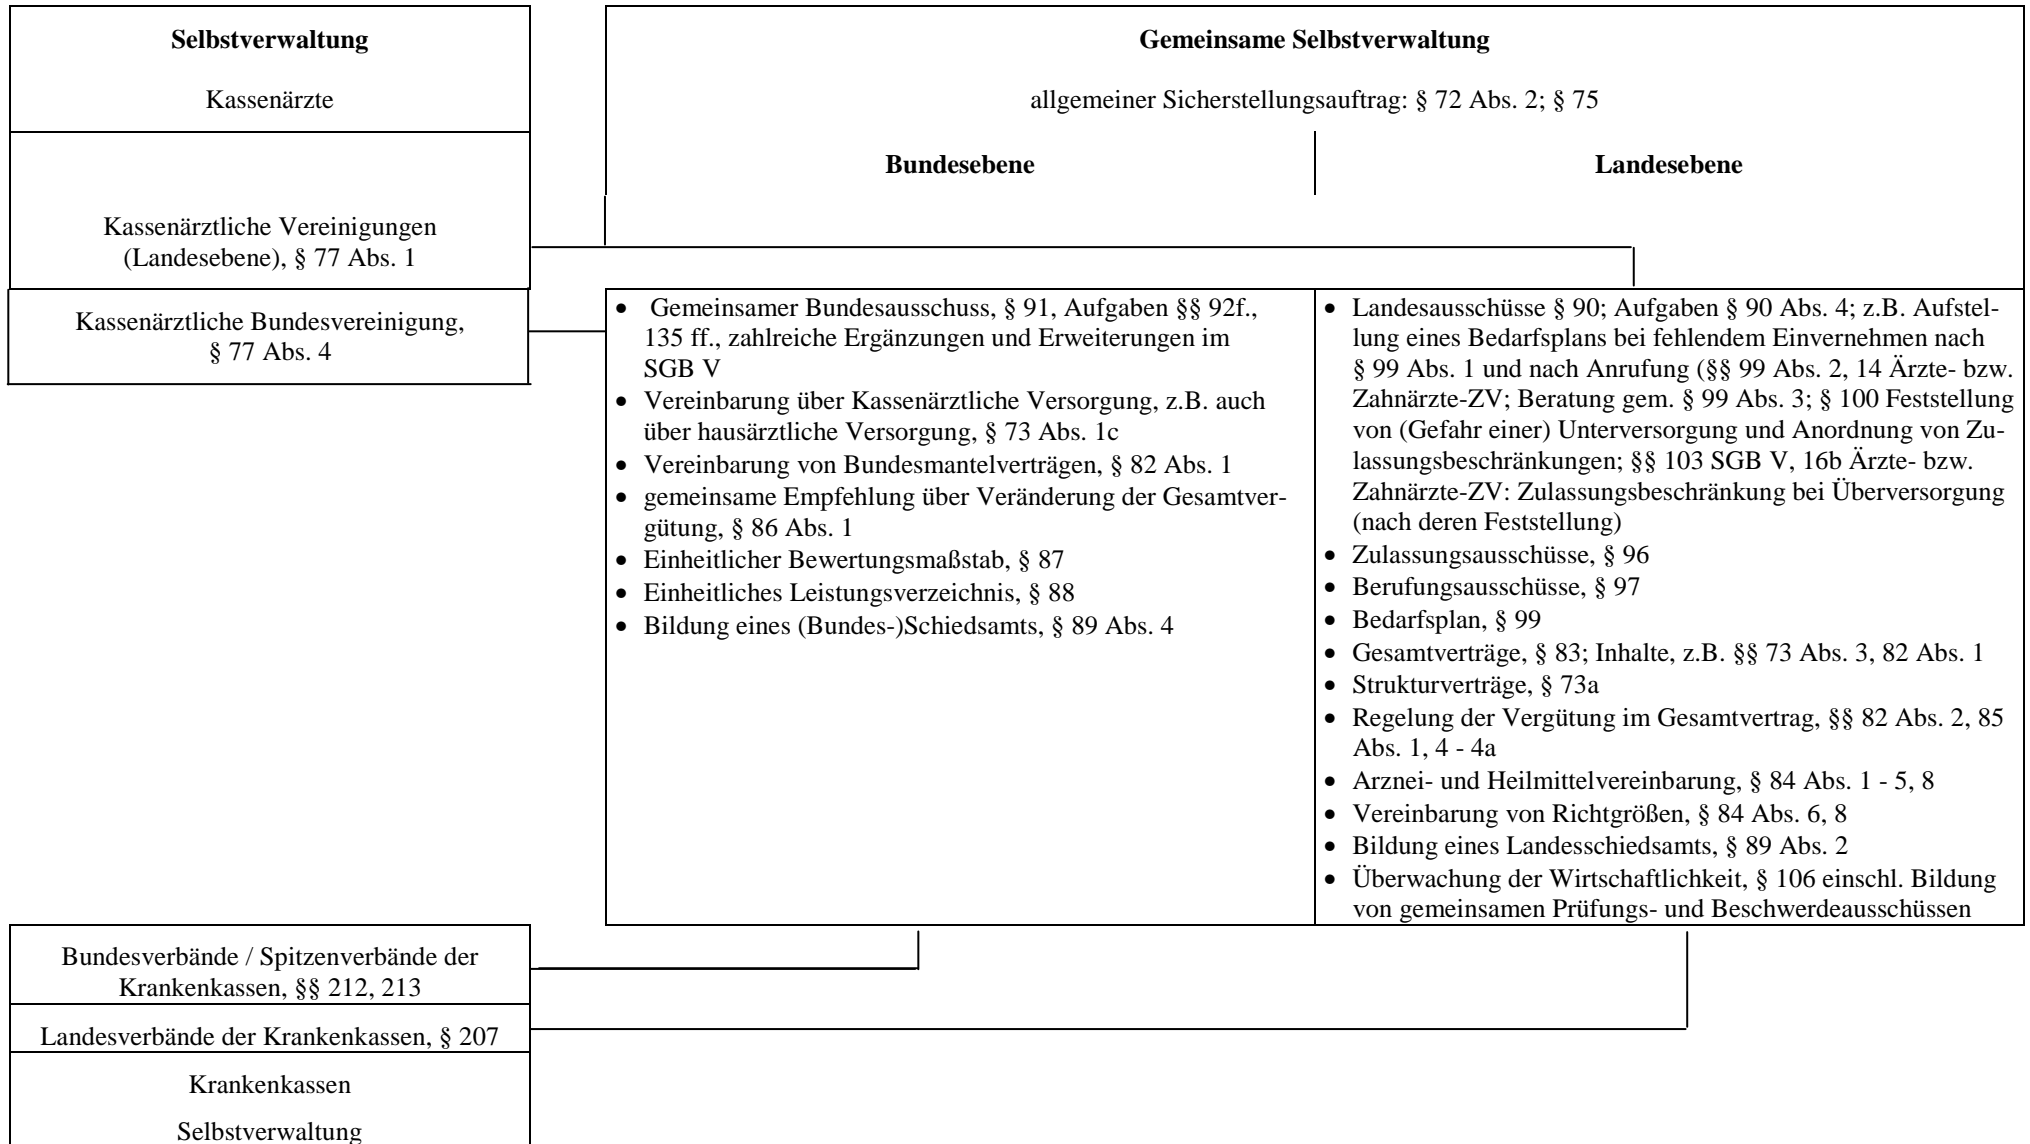 Selbstverwaltung
Kassenärzte
Kassenärztliche Vereinigungen
(Landesebene), § 77 Abs. 1
Kassenärztliche Bundesvereinigung,
§ 77 Abs. 4
Gemeinsame Selbstverwaltung
allgemeiner Sicherstellungsauftrag: § 72 Abs. 2; § 75
Bundesebene
• Gemeinsamer Bundesausschuss, § 91, Aufgaben §§ 92f.,
135 ff., zahlreiche Ergänzungen und Erweiterungen im
SGB V
• Vereinbarung über Kassenärztliche Versorgung, z.B. auch
über hausärztliche Versorgung, § 73 Abs. 1c
• Vereinbarung von Bundesmantelverträgen, § 82 Abs. 1
• gemeinsame Empfehlung über Veränderung der Gesamtver-
gütung, § 86 Abs. 1
• Einheitlicher Bewertungsmaßstab, § 87
• Einheitliches Leistungsverzeichnis, § 88
• Bildung eines (Bundes-)Schiedsamts, § 89 Abs. 4
Landesebene
• Landesausschüsse § 90; Aufgaben § 90 Abs. 4; z.B. Aufstel-
lung eines Bedarfsplans bei fehlendem Einvernehmen nach
§ 99 Abs. 1 und nach Anrufung (§§ 99 Abs. 2, 14 Ärzte- bzw.
Zahnärzte-ZV; Beratung gem. § 99 Abs. 3; § 100 Feststellung
von (Gefahr einer) Unterversorgung und Anordnung von Zu-
lassungsbeschränkungen; §§ 103 SGB V, 16b Ärzte- bzw.
Zahnärzte-ZV: Zulassungsbeschränkung bei Überversorgung
(nach deren Feststellung)
• Zulassungsausschüsse, § 96
• Berufungsausschüsse, § 97
• Bedarfsplan, § 99
• Gesamtverträge, § 83; Inhalte, z.B. §§ 73 Abs. 3, 82 Abs. 1
• Strukturverträge, § 73a
• Regelung der Vergütung im Gesamtvertrag, §§ 82 Abs. 2, 85
Abs. 1, 4 - 4a
• Arznei- und Heilmittelvereinbarung, § 84 Abs. 1 - 5, 8
• Vereinbarung von Richtgrößen, § 84 Abs. 6, 8
• Bildung eines Landesschiedsamts, § 89 Abs. 2
• Überwachung der Wirtschaftlichkeit, § 106 einschl. Bildung
von gemeinsamen Prüfungs- und Beschwerdeausschüssen
Bundesverbände / Spitzenverbände der
Krankenkassen, §§ 212, 213
Landesverbände der Krankenkassen, § 207
Krankenkassen
Selbstverwaltung